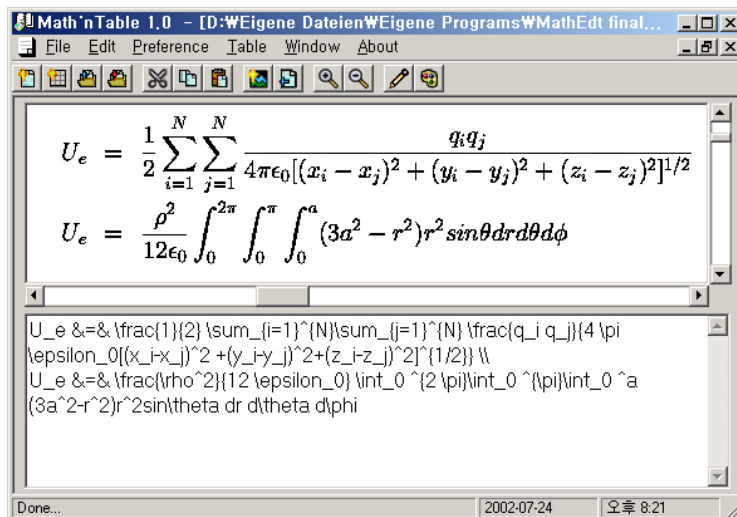 Math'nTable 1.0 - [D:₩Eigene Dateien₩Eigene Programs₩MathEdt final...
File Edit Preference Table Window About
U_e = \frac{1}{2} \sum_{i=1}^{N} \sum_{j=1}^{N} \frac{q_i q_j}{4\pi\epsilon_0[(x_i - x_j)^2 + (y_i - y_j)^2 + (z_i - z_j)^2]^{1/2}}
U_e = \frac{\rho^2}{12\epsilon_0} \int_0^{2\pi} \int_0^{\pi} \int_0^a (3a^2 - r^2)r^2 sin\theta dr d\theta d\phi
U_e &=& \frac{1}{2} \sum_{i=1}^{N}\sum_{j=1}^{N} \frac{q_i q_j}{4 \pi
\epsilon_0[(x_i-x_j)^2 +(y_i-y_j)^2+(z_i-z_j)^2]^{1/2}} \\
U_e &=& \frac{\rho^2}{12 \epsilon_0} \int_0 ^{2 \pi}\int_0 ^{\pi}\int_0 ^a
(3a^2-r^2)r^2sin\theta dr d\theta d\phi
Done... 2002-07-24 오후 8:21